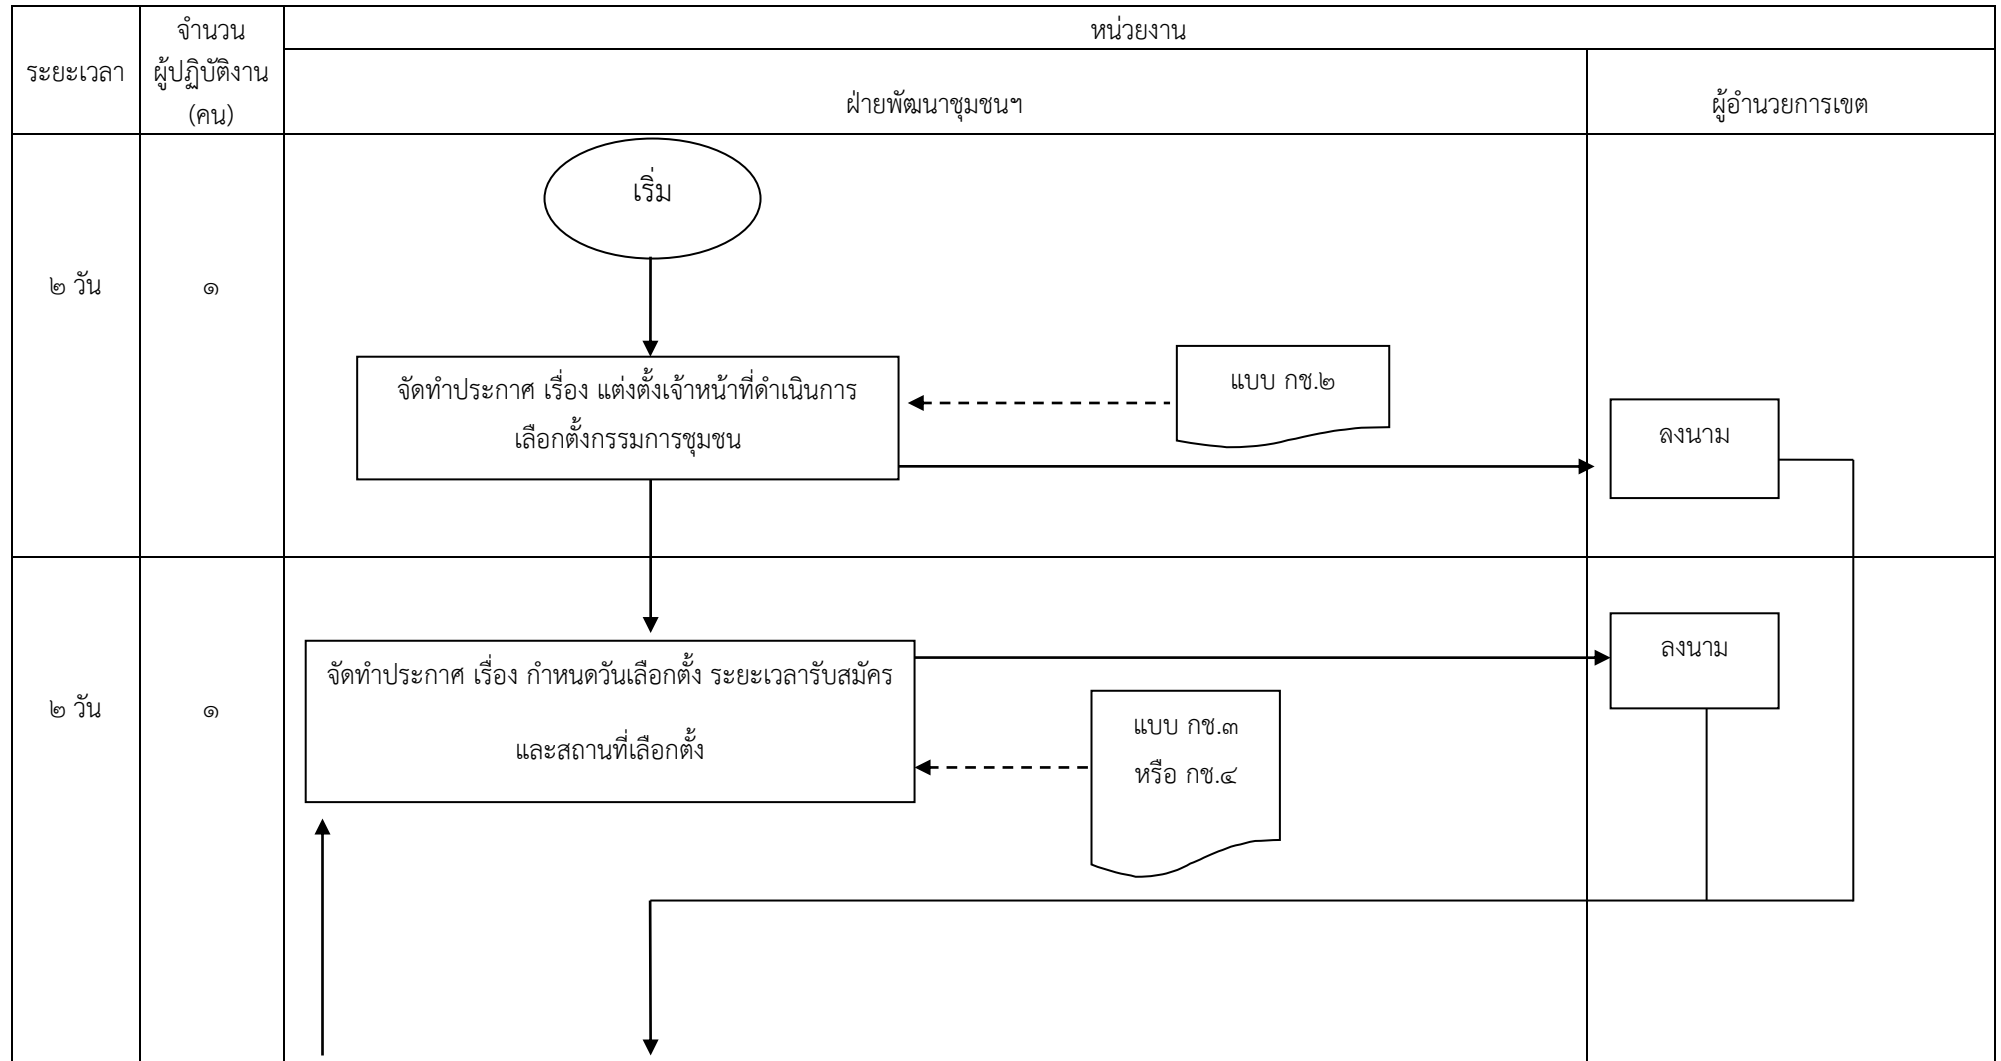 ระยะเวลา
จำนวน
ผู้ปฏิบัติงาน
(คน)
หน่วยงาน
ฝ่ายพัฒนาชุมชนฯ
ผู้อำนวยการเขต
เริ่ม
๒ วัน
๑
จัดทำประกาศ เรื่อง แต่งตั้งเจ้าหน้าที่ดำเนินการ
เลือกตั้งกรรมการชุมชน
แบบ กช.๒
ลงนาม
๒ วัน
๑
จัดทำประกาศ เรื่อง กำหนดวันเลือกตั้ง ระยะเวลารับสมัคร
และสถานที่เลือกตั้ง
แบบ กช.๓
หรือ กช.๔
ลงนาม